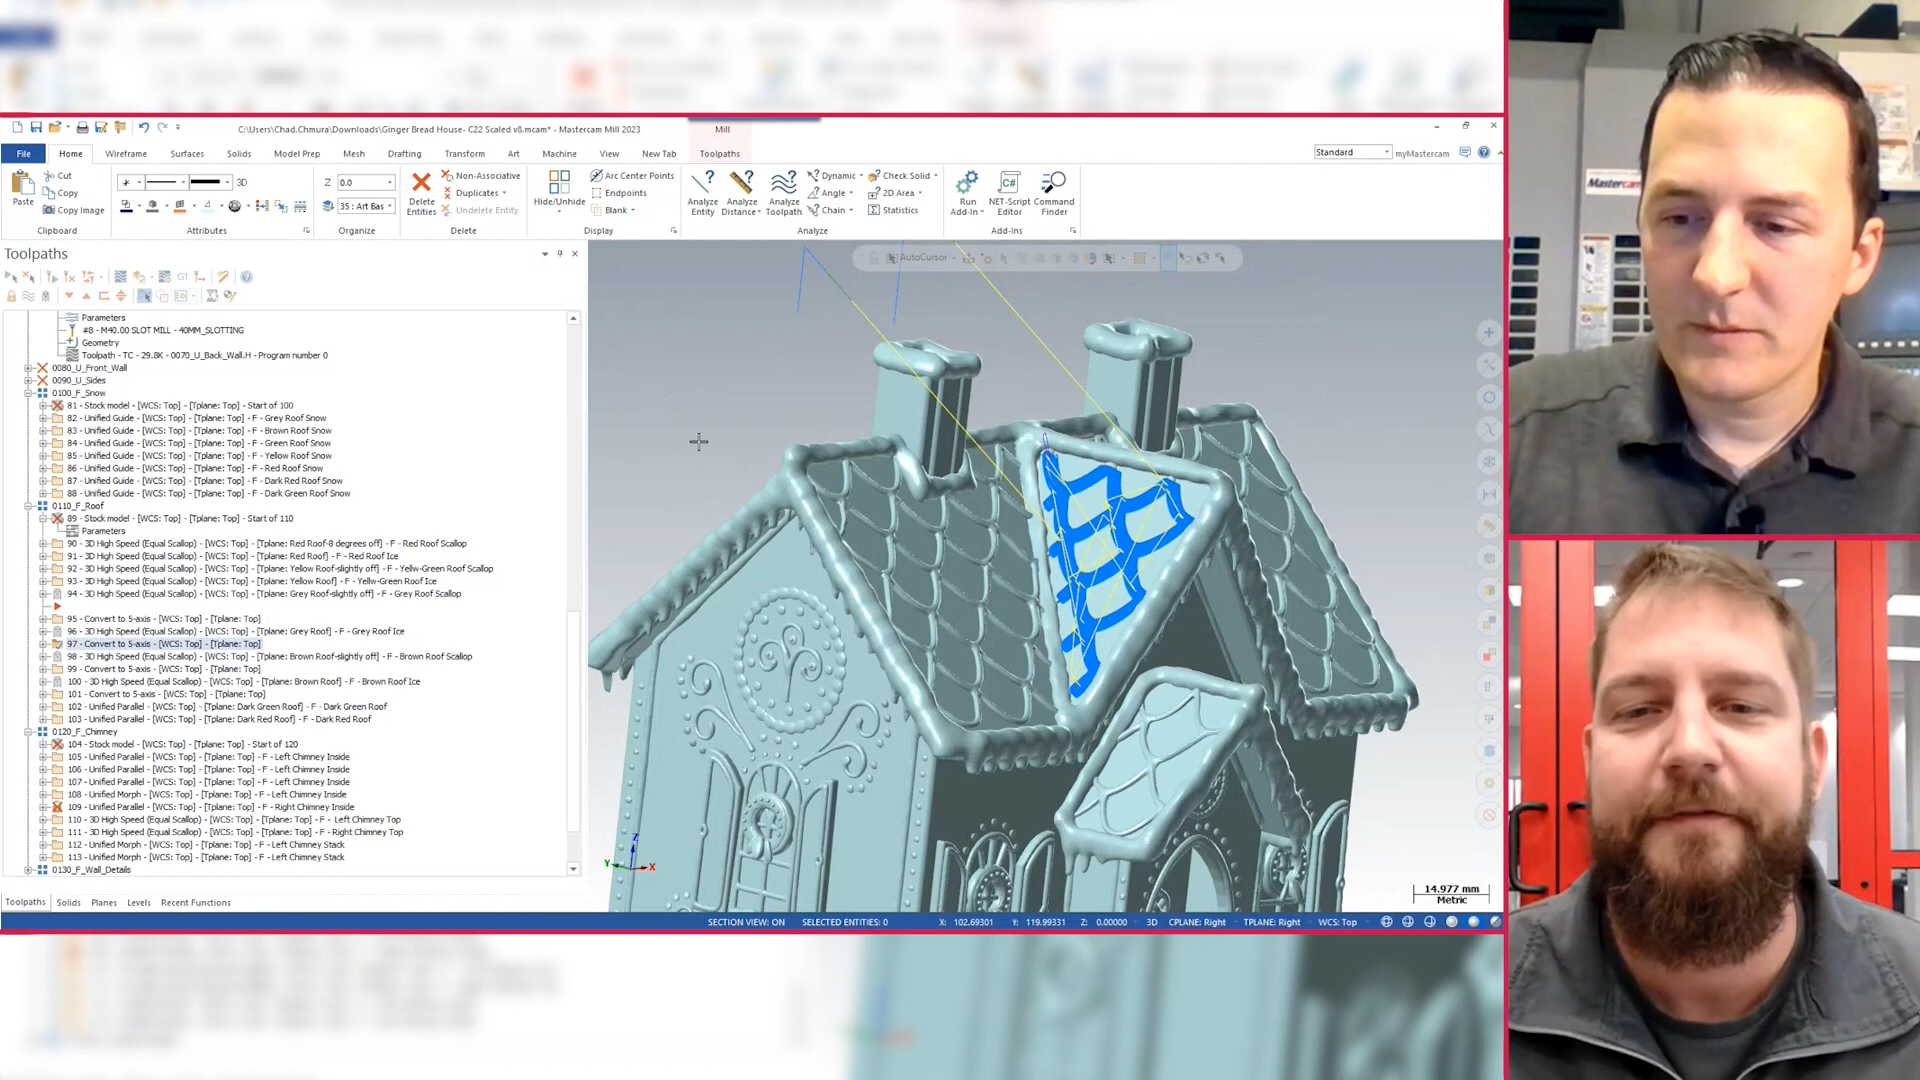 C:\Users\Chad.Chmura\Downloads\Ginger Bread House- C22 Scaled v8.mcam* - Mastercam Mill 2023
Mill
File Home Wireframe Surfaces Solids Model Prep Mesh Drafting Transform Art Machine View New Tab Toolpaths
Standard
myMastercam
Paste
Cut
Copy
Copy Image
Clipboard
3D
Attributes
Z 0.0
35 : Art Bas
Organize
Delete Entities
Non-Associative
Duplicates
Undelete Entity
Delete
Hide/Unhide
Arc Center Points
Endpoints
Blank
Display
Analyze Entity
Analyze Distance
Analyze Toolpath
Dynamic
Angle
Chain
Check Solid
2D Area
Statistics
Analyze
Run Add-In
.NET-Script Editor
Command Finder
Add-Ins
Toolpaths
G1
AutoCursor
Parameters
#8 - M40.00 SLOT MILL - 40MM_SLOTTING
Geometry
Toolpath - TC - 29.8K - 0070_U_Back_Wall.H - Program number 0
0080_U_Front_Wall
0090_U_Sides
0100_F_Snow
81 - Stock model - [WCS: Top] - [Tplane: Top] - Start of 100
82 - Unified Guide - [WCS: Top] - [Tplane: Top] - F - Grey Roof Snow
83 - Unified Guide - [WCS: Top] - [Tplane: Top] - F - Brown Roof Snow
84 - Unified Guide - [WCS: Top] - [Tplane: Top] - F - Green Roof Snow
85 - Unified Guide - [WCS: Top] - [Tplane: Top] - F - Yellow Roof Snow
86 - Unified Guide - [WCS: Top] - [Tplane: Top] - F - Red Roof Snow
87 - Unified Guide - [WCS: Top] - [Tplane: Top] - F - Dark Red Roof Snow
88 - Unified Guide - [WCS: Top] - [Tplane: Top] - F - Dark Green Roof Snow
0110_F_Roof
89 - Stock model - [WCS: Top] - [Tplane: Top] - Start of 110
Parameters
90 - 3D High Speed (Equal Scallop) - [WCS: Top] - [Tplane: Red Roof-8 degrees off] - F - Red Roof Scallop
91 - 3D High Speed (Equal Scallop) - [WCS: Top] - [Tplane: Red Roof] - F - Red Roof Ice
92 - 3D High Speed (Equal Scallop) - [WCS: Top] - [Tplane: Yellow Roof-slightly off] - F - Yellw-Green Roof Scallop
93 - 3D High Speed (Equal Scallop) - [WCS: Top] - [Tplane: Yellow Roof] - F - Yellw-Green Roof Ice
94 - 3D High Speed (Equal Scallop) - [WCS: Top] - [Tplane: Grey Roof-slightly off] - F - Grey Roof Scallop
95 - Convert to 5-axis - [WCS: Top] - [Tplane: Top]
96 - 3D High Speed (Equal Scallop) - [WCS: Top] - [Tplane: Grey Roof] - F - Grey Roof Ice
97 - Convert to 5-axis - [WCS: Top] - [Tplane: Top]
98 - 3D High Speed (Equal Scallop) - [WCS: Top] - [Tplane: Brown Roof-slightly off] - F - Brown Roof Scallop
99 - Convert to 5-axis - [WCS: Top] - [Tplane: Top]
100 - 3D High Speed (Equal Scallop) - [WCS: Top] - [Tplane: Brown Roof] - F - Brown Roof Ice
101 - Convert to 5-axis - [WCS: Top] - [Tplane: Top]
102 - Unified Parallel - [WCS: Top] - [Tplane: Dark Green Roof] - F - Dark Green Roof
103 - Unified Parallel - [WCS: Top] - [Tplane: Dark Red Roof] - F - Dark Red Roof
0120_F_Chimney
104 - Stock model - [WCS: Top] - [Tplane: Top] - Start of 120
105 - Unified Parallel - [WCS: Top] - [Tplane: Top] - F - Left Chimney Inside
106 - Unified Parallel - [WCS: Top] - [Tplane: Top] - F - Left Chimney Inside
107 - Unified Parallel - [WCS: Top] - [Tplane: Top] - F - Left Chimney Inside
108 - Unified Morph - [WCS: Top] - [Tplane: Top] - F - Left Chimney Inside
109 - Unified Parallel - [WCS: Top] - [Tplane: Top] - F - Right Chimney Inside
110 - 3D High Speed (Equal Scallop) - [WCS: Top] - [Tplane: Top] - F - Left Chimney Top
111 - 3D High Speed (Equal Scallop) - [WCS: Top] - [Tplane: Top] - F - Right Chimney Top
112 - Unified Morph - [WCS: Top] - [Tplane: Top] - F - Left Chimney Stack
113 - Unified Morph - [WCS: Top] - [Tplane: Top] - F - Left Chimney Stack
0130_F_Wall_Details
Z
Y
X
14.977 mm
Metric
Toolpaths Solids Planes Levels Recent Functions
SECTION VIEW: ON SELECTED ENTITIES: 0 X: 102.69301 Y: 119.99331 Z: 0.00000 3D CPLANE: Right TPLANE: Right WCS: Top
Mastercam